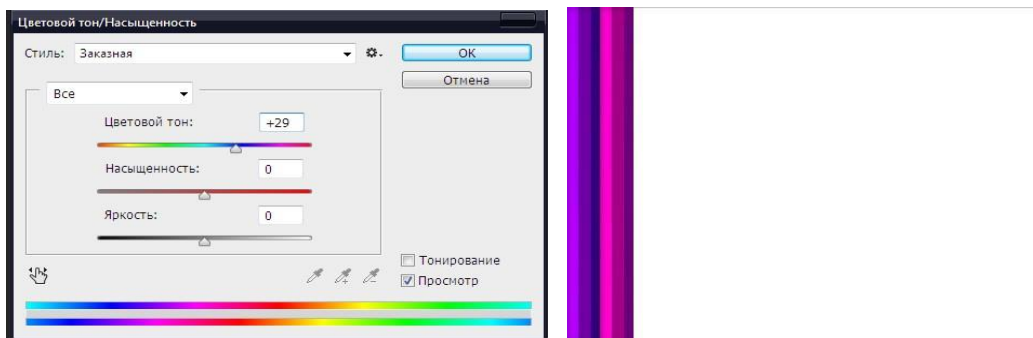 Цветовой тон/Насыщенность
Стиль: Заказная
OK
Отмена
Все
Цветовой тон: +29
Насыщенность: 0
Яркость: 0
Тонирование
Просмотр